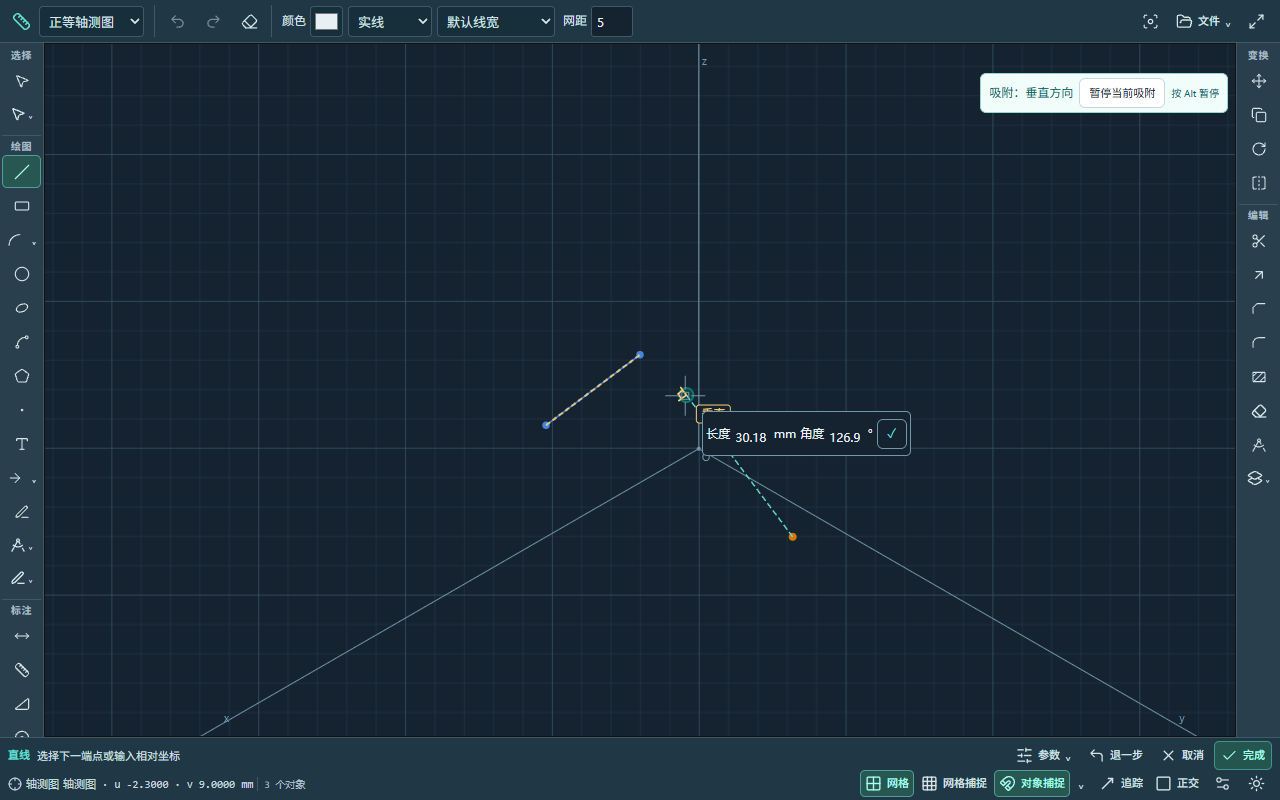 正等轴测图 颜色 实线 默认线宽 网距 5 文件
选择
绘图
标注
z
吸附：垂直方向 暂停当前吸附 按 Alt 暂停
变换
编辑
长度 30.18 mm 角度 126.9 ° ✓
O
x
y
直线 选择下一端点或输入相对坐标 参数 退一步 取消 完成
轴测图 轴测图 · u -2.3000 · v 9.0000 mm 3 个对象 网格 网格捕捉 对象捕捉 追踪 正交